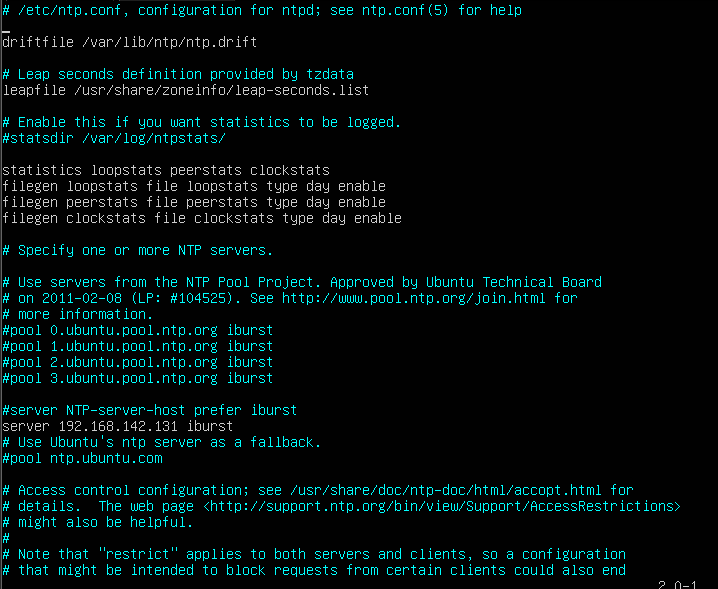 # /etc/ntp.conf, configuration for ntpd; see ntp.conf(5) for help
driftfile /var/lib/ntp/ntp.drift
# Leap seconds definition provided by tzdata
leapfile /usr/share/zoneinfo/leap-seconds.list
# Enable this if you want statistics to be logged.
#statsdir /var/log/ntpstats/
statistics loopstats peerstats clockstats
filegen loopstats file loopstats type day enable
filegen peerstats file peerstats type day enable
filegen clockstats file clockstats type day enable
# Specify one or more NTP servers.
# Use servers from the NTP Pool Project. Approved by Ubuntu Technical Board
# on 2011-02-08 (LP: #104525). See http://www.pool.ntp.org/join.html for
# more information.
#pool 0.ubuntu.pool.ntp.org iburst
#pool 1.ubuntu.pool.ntp.org iburst
#pool 2.ubuntu.pool.ntp.org iburst
#pool 3.ubuntu.pool.ntp.org iburst
#server NTP-server-host prefer iburst
server 192.168.142.131 iburst
# Use Ubuntu's ntp server as a fallback.
#pool ntp.ubuntu.com
# Access control configuration; see /usr/share/doc/ntp-doc/html/accopt.html for
# details.  The web page <http://support.ntp.org/bin/view/Support/AccessRestrictions>
# might also be helpful.
#
# Note that "restrict" applies to both servers and clients, so a configuration
# that might be intended to block requests from certain clients could also end
2,0-1